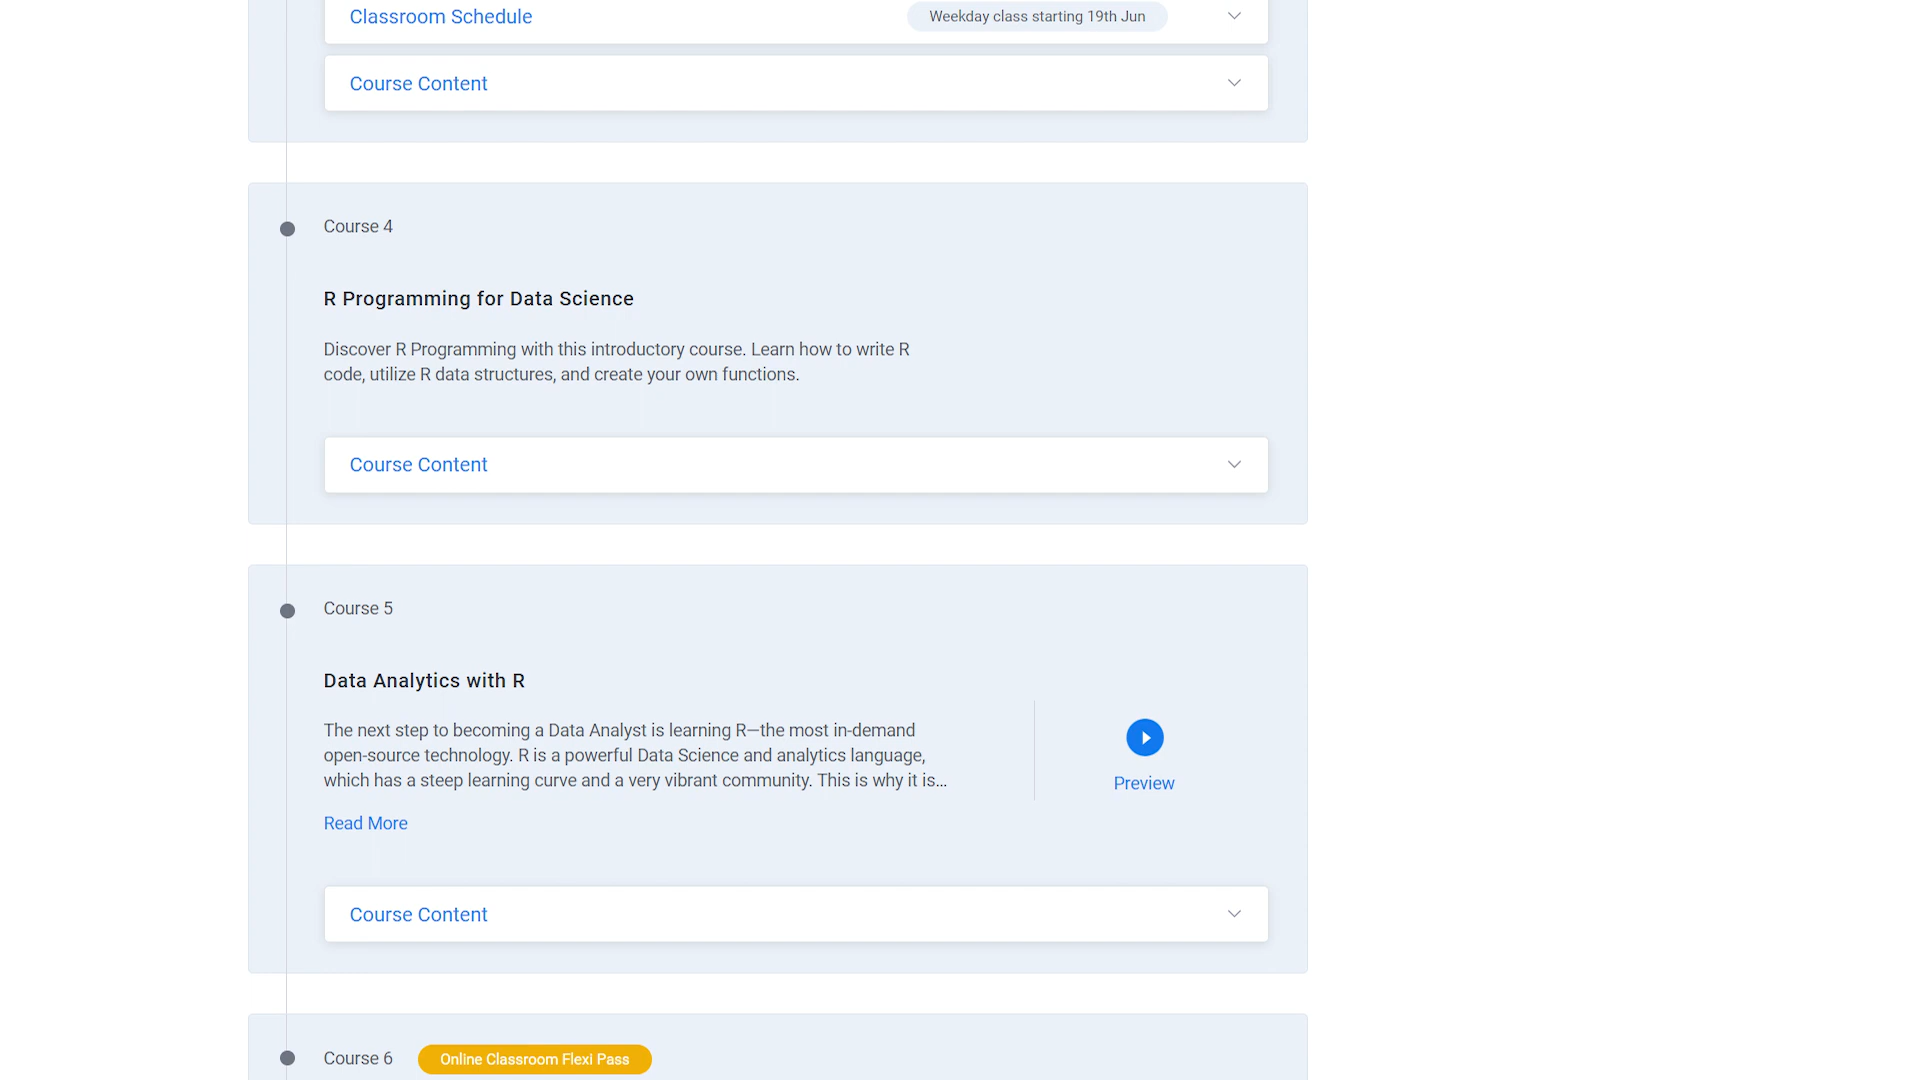 Classroom Schedule
Weekday class starting 19th Jun
Course Content
Course 4
R Programming for Data Science
Discover R Programming with this introductory course. Learn how to write R
code, utilize R data structures, and create your own functions.
Course Content
Course 5
Data Analytics with R
The next step to becoming a Data Analyst is learning R—the most in-demand
open-source technology. R is a powerful Data Science and analytics language,
which has a steep learning curve and a very vibrant community. This is why it is...
Preview
Read More
Course Content
Course 6
Online Classroom Flexi Pass